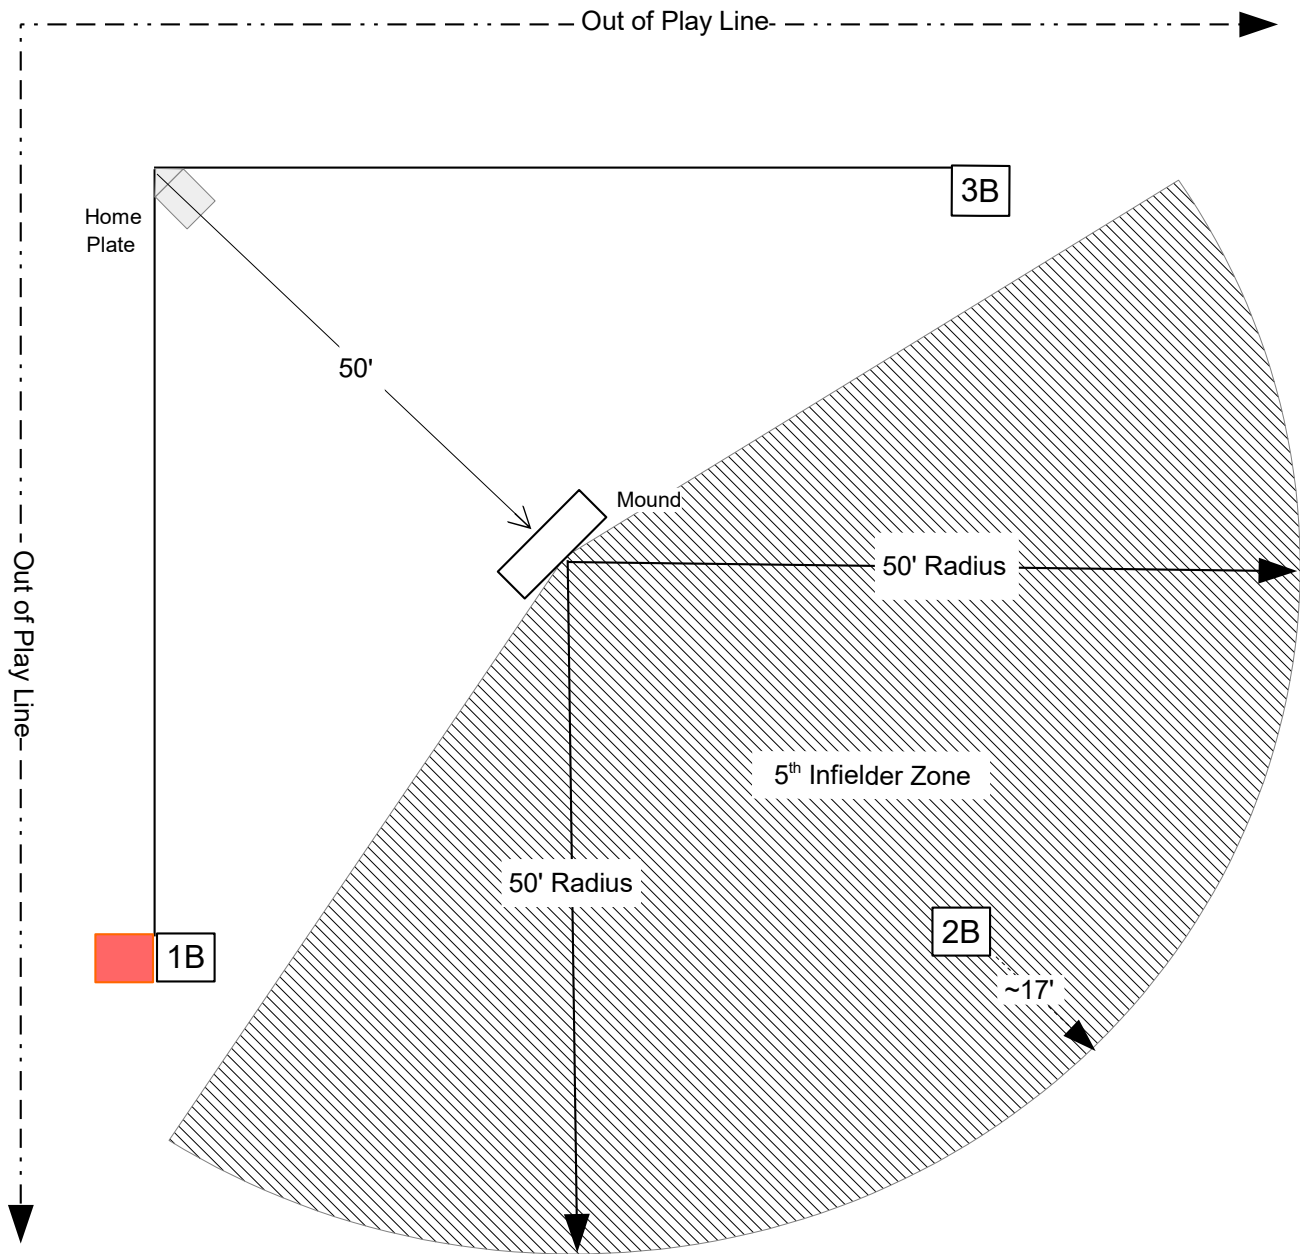 Out of Play Line
3B
Home
Plate
50'
Mound
Out of Play Line
50' Radius
5th Infielder Zone
50' Radius
2B
1B
~17'